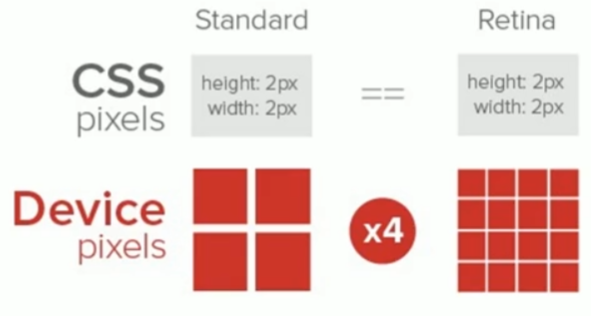 Standard
Retina
CSS
pixels
height: 2px
width: 2px
==
height: 2px
width: 2px
Device
pixels
x4